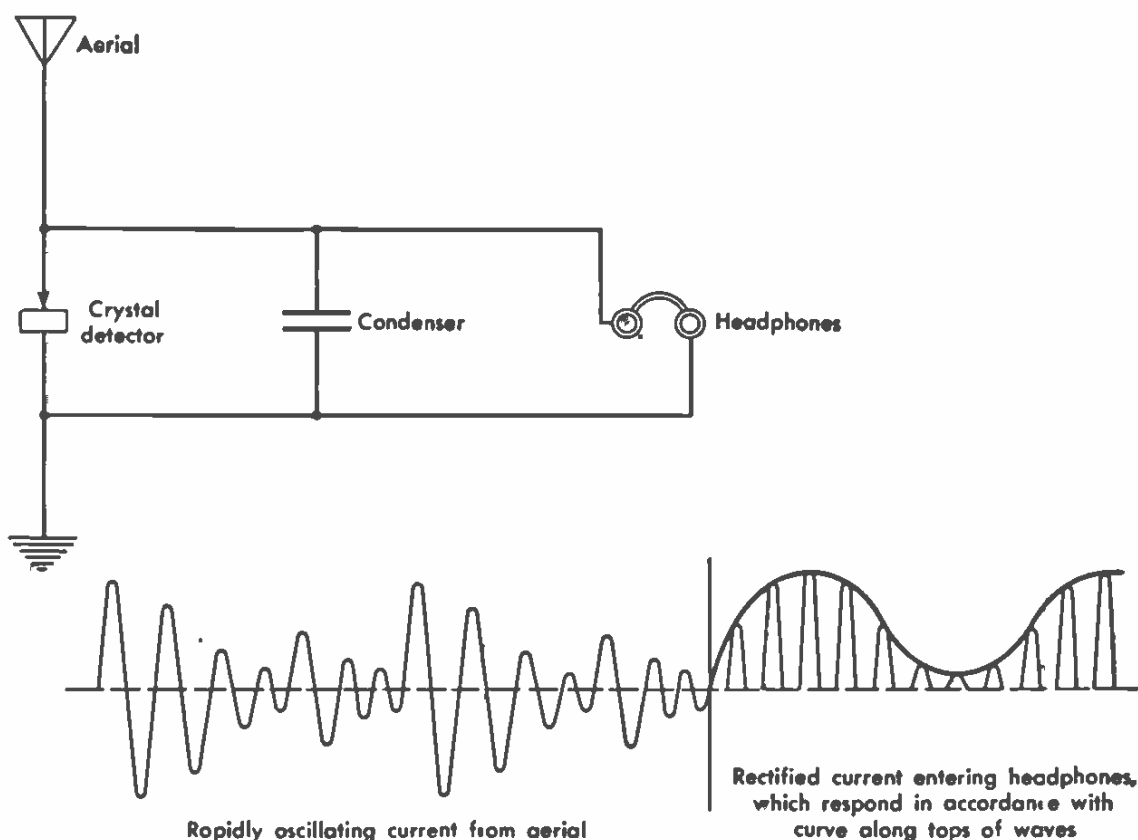 Aerial
Crystal
detector
Condenser
Headphones
Rapidly oscillating current from aerial
Rectified current entering headphones,
which respond in accordance with
curve along tops of waves